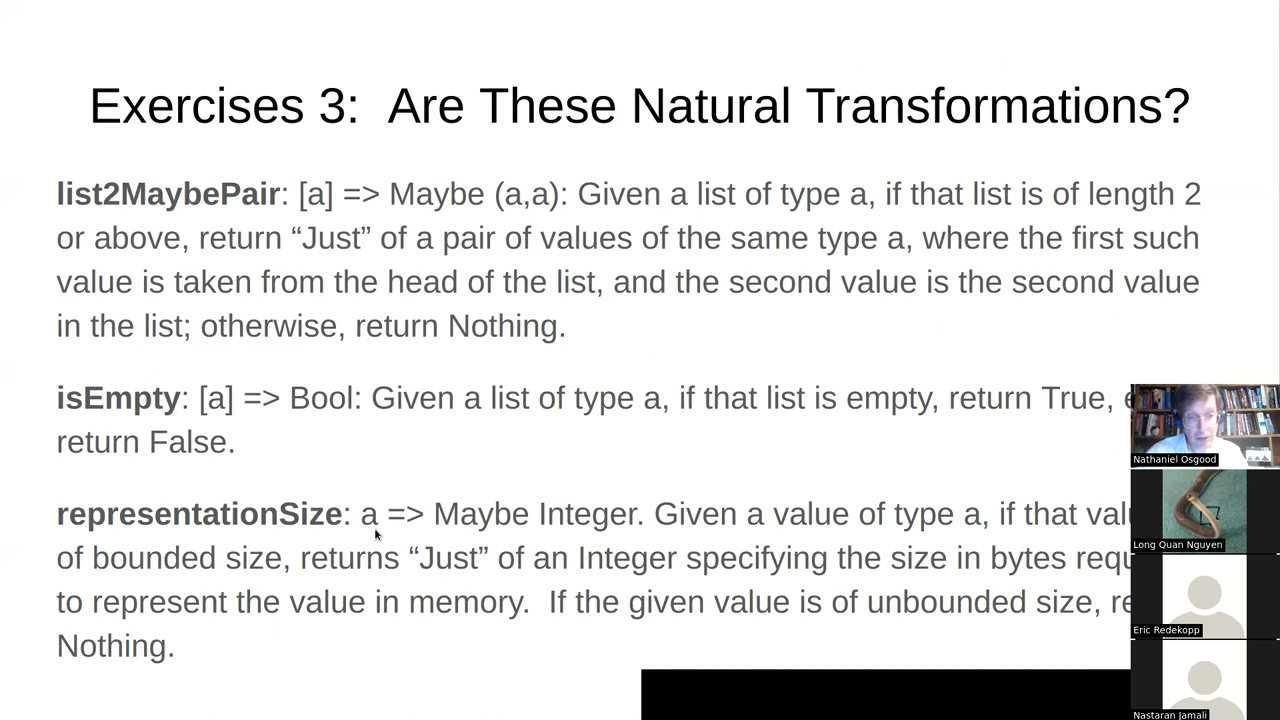 Exercises 3: Are These Natural Transformations?
list2MaybePair: [a] => Maybe (a,a): Given a list of type a, if that list is of length 2
or above, return “Just” of a pair of values of the same type a, where the first such
value is taken from the head of the list, and the second value is the second value
in the list; otherwise, return Nothing.
isEmpty: [a] => Bool: Given a list of type a, if that list is empty, return True,
return False.
representationSize: a => Maybe Integer. Given a value of type a, if that
of bounded size, returns “Just” of an Integer specifying the size in bytes
to represent the value in memory. If the given value is of unbounded size,
Nothing.
Nathaniel Osgood
Long Quan Nguyen
Eric Redekopp
Nastaran Jamali